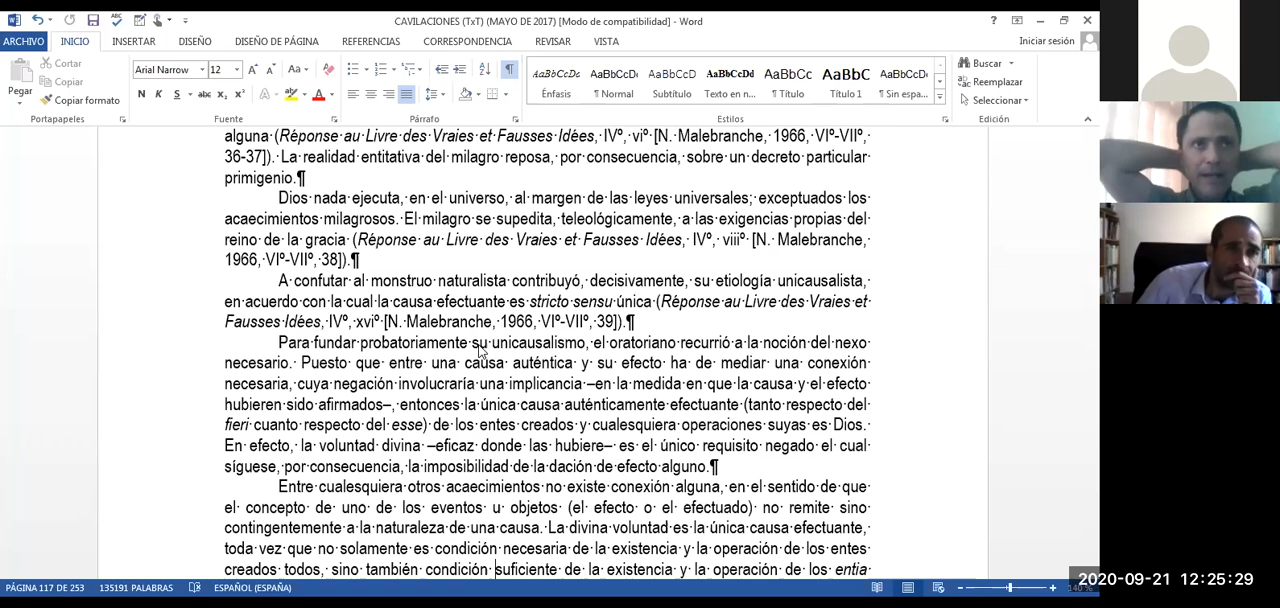 CAVILACIONES (TxT) (MAYO DE 2017) [Modo de compatibilidad] - Word
ARCHIVO INICIO INSERTAR DISEÑO DISEÑO DE PÁGINA REFERENCIAS CORRESPONDENCIA REVISAR VISTA Iniciar sesión
Pegar
Cortar
Copiar
Copiar formato
Portapapeles
Arial Narrow 12
Fuente
Párrafo
AaBbCcDc AaBbCcDc AaBbCcDc AaBbCcDd AaBbCc AaBbC AaBbCcDc
Énfasis ¶ Normal Subtítulo Texto en n... ¶ Título Título 1 ¶ Sin espa...
Estilos
Buscar
Reemplazar
Seleccionar
Edición
alguna (Réponse au Livre des Vraies et Fausses Idées, IVº, viº [N. Malebranche, 1966, VIº-VIIº,
36-37]). La realidad entitativa del milagro reposa, por consecuencia, sobre un decreto particular
primigenio.¶
Dios nada ejecuta, en el universo, al margen de las leyes universales; exceptuados los
acaecimientos milagrosos. El milagro se supedita, teleológicamente, a las exigencias propias del
reino de la gracia (Réponse au Livre des Vraies et Fausses Idées, IVº, viiiº [N. Malebranche,
1966, VIº-VIIº, 38]).¶
A confutar al monstruo naturalista contribuyó, decisivamente, su etiología unicausalista,
en acuerdo con la cual la causa efectuante es stricto sensu única (Réponse au Livre des Vraies et
Fausses Idées, IVº, xviº [N. Malebranche, 1966, VIº-VIIº, 39]).¶
Para fundar probatoriamente su unicausalismo, el oratoriano recurrió a la noción del nexo
necesario. Puesto que entre una causa auténtica y su efecto ha de mediar una conexión
necesaria, cuya negación involucraría una implicancia –en la medida en que la causa y el efecto
hubieren sido afirmados–, entonces la única causa auténticamente efectuante (tanto respecto del
fieri cuanto respecto del esse) de los entes creados y cualesquiera operaciones suyas es Dios.
En efecto, la voluntad divina –eficaz donde las hubiere– es el único requisito negado el cual
síguese, por consecuencia, la imposibilidad de la dación de efecto alguno.¶
Entre cualesquiera otros acaecimientos no existe conexión alguna, en el sentido de que
el concepto de uno de los eventos u objetos (el efecto o el efectuado) no remite sino
contingentemente a la naturaleza de una causa. La divina voluntad es la única causa efectuante,
toda vez que no solamente es condición necesaria de la existencia y la operación de los entes
creados todos, sino también condición suficiente de la existencia y la operación de los entia
PÁGINA 117 DE 253 135191 PALABRAS ESPAÑOL (ESPAÑA) 140 %
2020-09-21 12:25:29